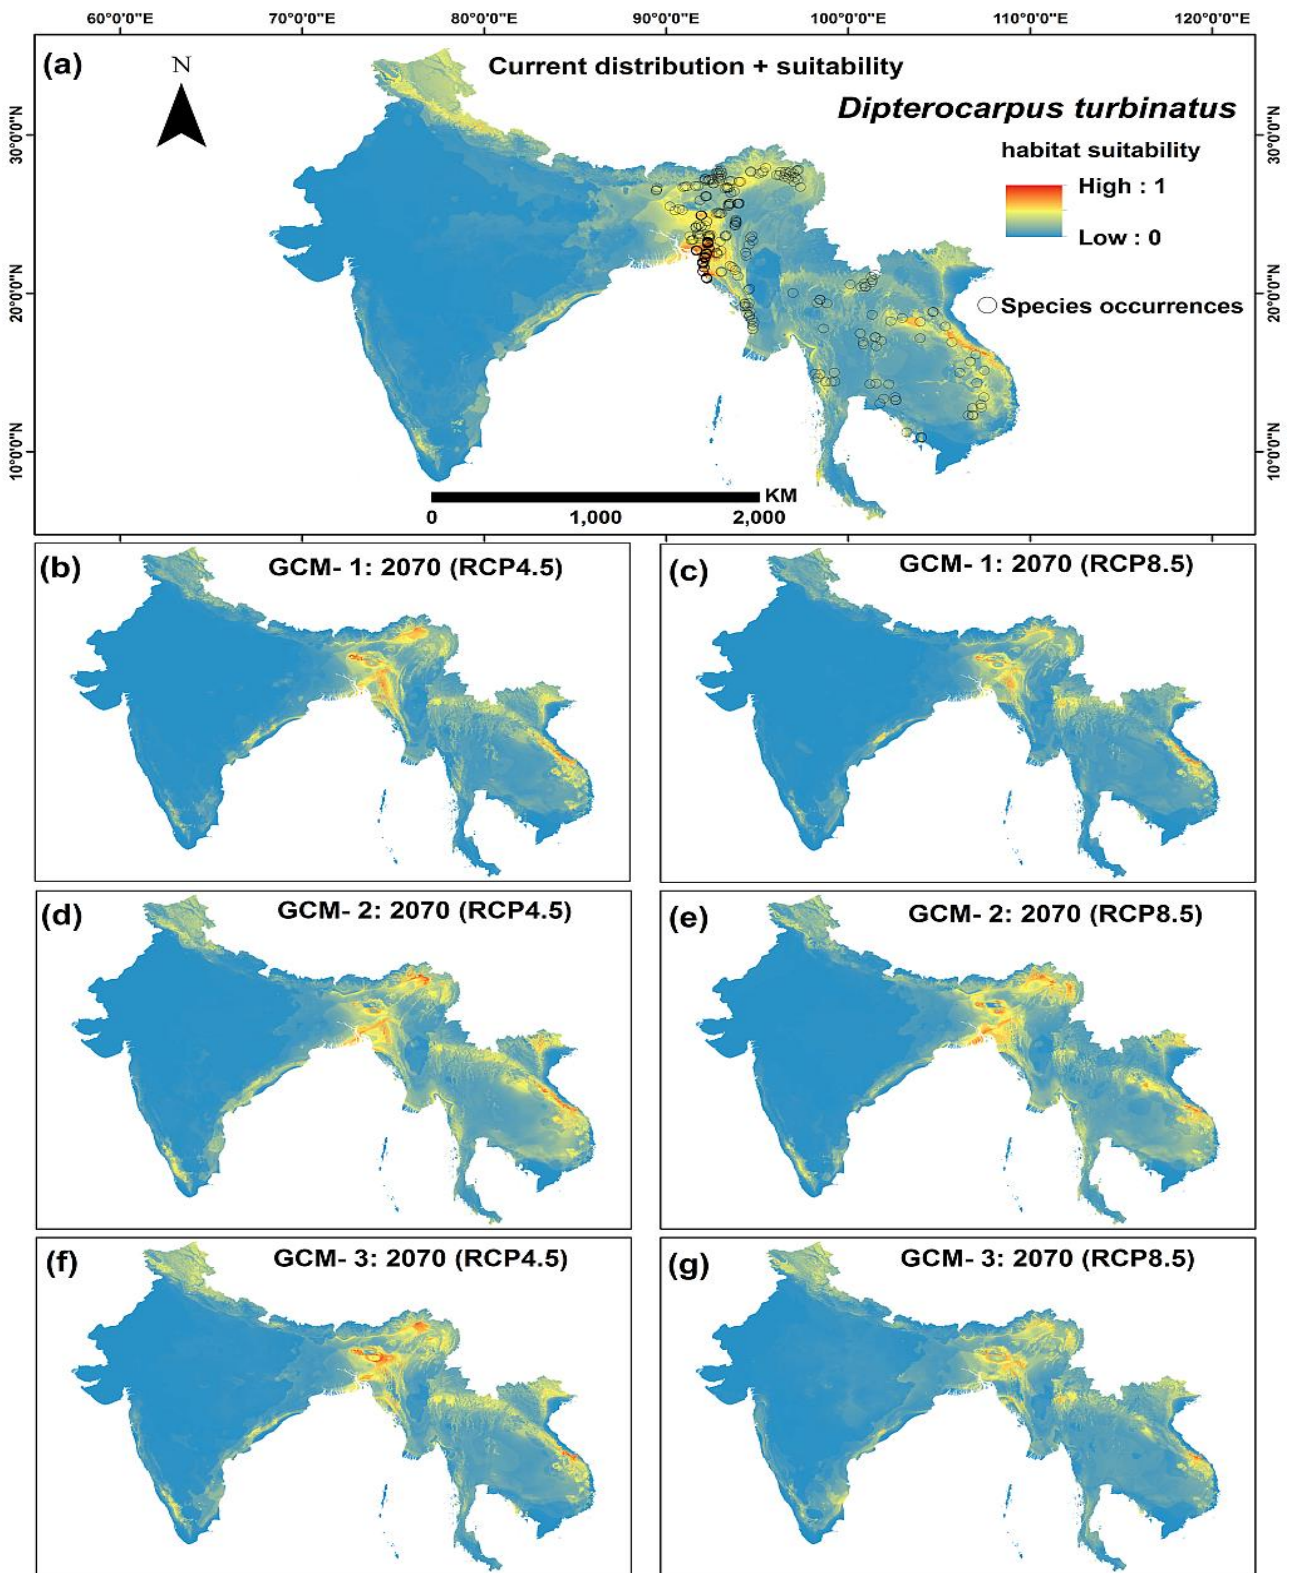 60°0'0"E 70°0'0"E 80°0'0"E 90°0'0"E 100°0'0"E 110°0'0"E 120°0'0"E
(a)
N
Current distribution + suitability
Dipterocarpus turbinatus
habitat suitability
High : 1
Low : 0
Species occurrences
30°0'0"N
20°0'0"N
10°0'0"N
30°0'0"N
20°0'0"N
10°0'0"N
KM
0 1,000 2,000
(b) GCM- 1: 2070 (RCP4.5)
(c) GCM- 1: 2070 (RCP8.5)
(d) GCM- 2: 2070 (RCP4.5)
(e) GCM- 2: 2070 (RCP8.5)
(f) GCM- 3: 2070 (RCP4.5)
(g) GCM- 3: 2070 (RCP8.5)